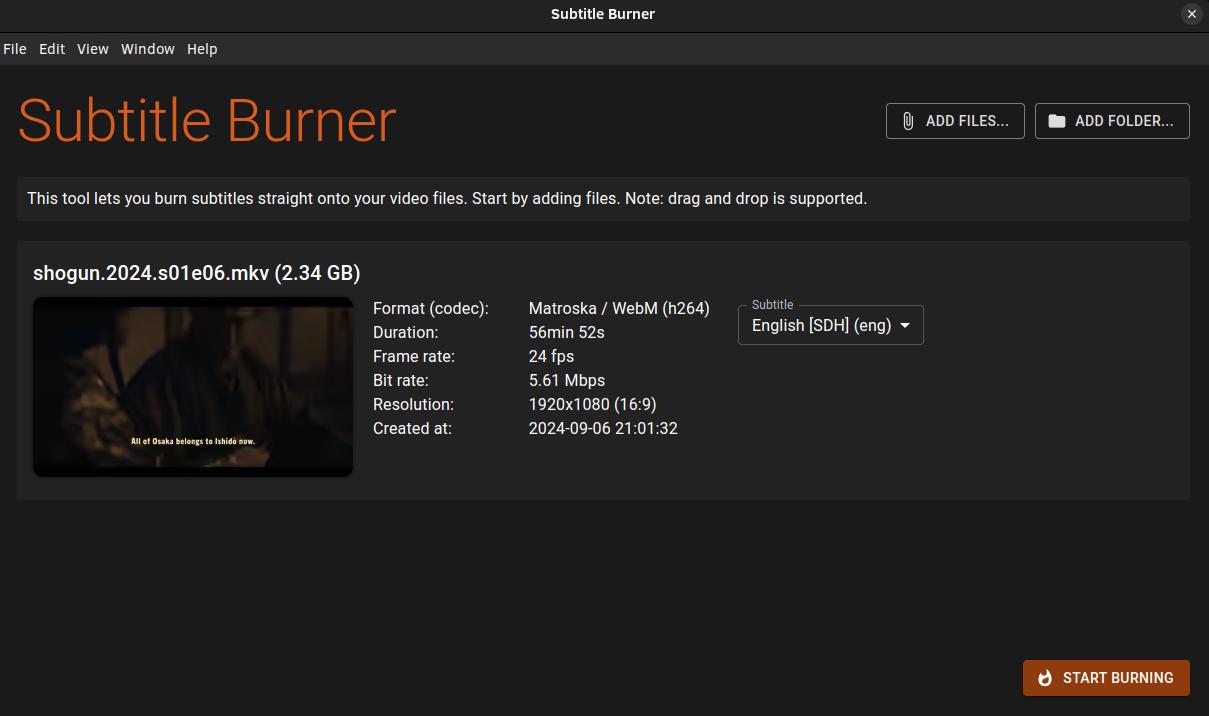 Subtitle Burner
File Edit View Window Help
Subtitle Burner
ADD FILES...
ADD FOLDER...
This tool lets you burn subtitles straight onto your video files. Start by adding files. Note: drag and drop is supported.
shogun.2024.s01e06.mkv (2.34 GB)
All of Osaka belongs to Ishido now.
Format (codec): Matroska / WebM (h264)
Duration: 56min 52s
Frame rate: 24 fps
Bit rate: 5.61 Mbps
Resolution: 1920x1080 (16:9)
Created at: 2024-09-06 21:01:32
Subtitle
English [SDH] (eng)
START BURNING